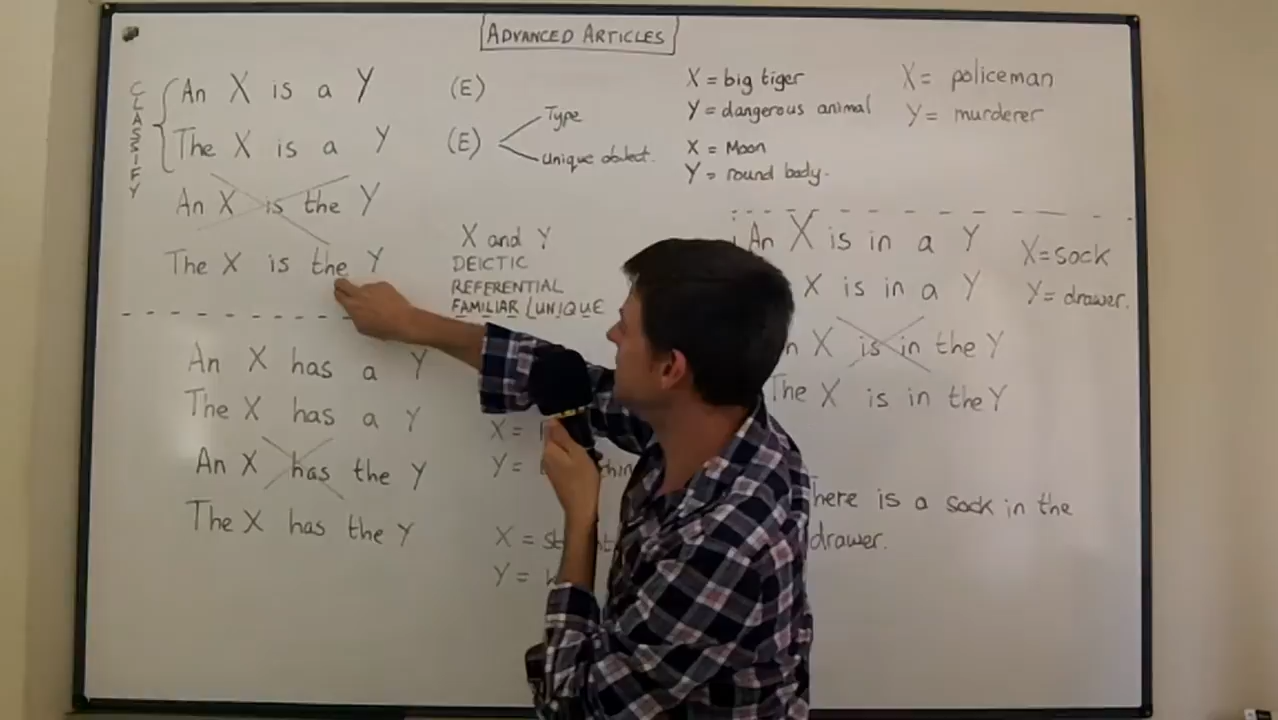 ADVANCED ARTICLES
CLASSIFY
An X is a Y
The X is a Y
An X is the Y
The X is the Y
(E)
(E)
Type
Unique object.
X = big tiger
Y = dangerous animal
X = Moon
Y = round body.
X = policeman
Y = murderer
X and Y
DEICTIC
REFERENTIAL
FAMILIAR/UNIQUE
An X has a Y
The X has a Y
An X has the Y
The X has the Y
X =
Y =
X =
Y =
An X is in a Y
X is in a Y
X is in the Y
The X is in the Y
X = sock
Y = drawer.
There is a sock in the
drawer.